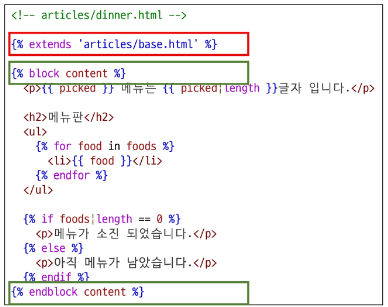 <!-- articles/dinner.html -->
{% extends 'articles/base.html' %}
{% block content %}
<p>{{ picked }} 메뉴는 {{ picked|length }}글자 입니다.</p>
<h2>메뉴판</h2>
<ul>
{% for food in foods %}
<li>{{ food }}</li>
{% endfor %}
</ul>
{% if foods|length == 0 %}
<p>메뉴가 소진 되었습니다.</p>
{% else %}
<p>아직 메뉴가 남았습니다.</p>
{% endif %}
{% endblock content %}